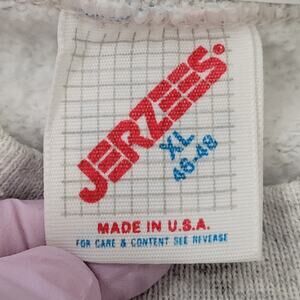 JERZEES®
XL
46-48
MADE IN U.S.A.
FOR CARE & CONTENT SEE REVERSE